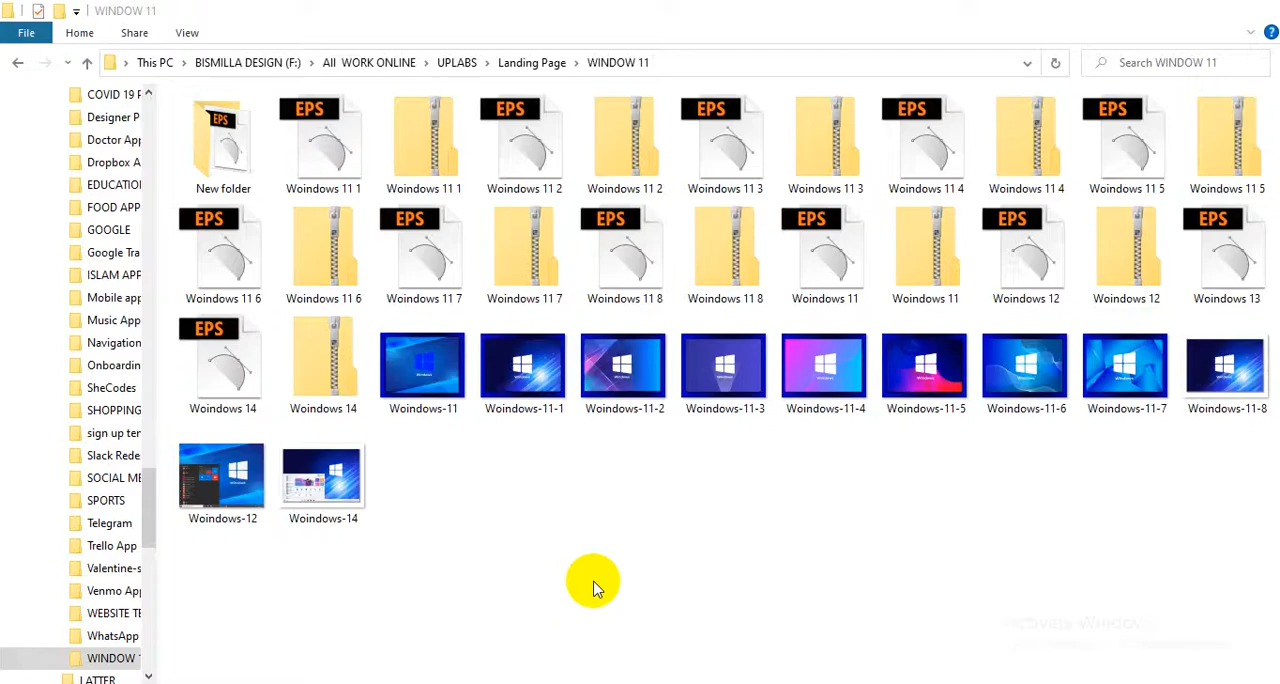 WINDOW 11
File Home Share View
This PC > BISMILLA DESIGN (F:) > All WORK ONLINE > UPLABS > Landing Page > WINDOW 11
Search WINDOW 11
COVID 19 F
Designer P
Doctor App
Dropbox A
EDUCATIO
FOOD APP
GOOGLE
Google Tra
ISLAM APP
Mobile app
Music App
Navigation
Onboardin
SheCodes
SHOPPING
sign up ter
Slack Rede
SOCIAL ME
SPORTS
Telegram
Trello App
Valentine-s
Venmo App
WEBSITE TE
WhatsApp
WINDOW 1
LATTER
EPS EPS EPS EPS EPS EPS
New folder Woindows 11 1 Woindows 11 1 Woindows 11 2 Woindows 11 2 Woindows 11 3 Woindows 11 3 Woindows 11 4 Woindows 11 4 Woindows 11 5 Woindows 11 5
EPS EPS EPS EPS EPS EPS
Woindows 11 6 Woindows 11 6 Woindows 11 7 Woindows 11 7 Woindows 11 8 Woindows 11 8 Woindows 11 Woindows 11 Woindows 12 Woindows 12 Woindows 13
EPS
Woindows 14 Woindows 14 Woindows-11 Woindows-11-1 Woindows-11-2 Woindows-11-3 Woindows-11-4 Woindows-11-5 Woindows-11-6 Woindows-11-7 Woindows-11-8
Woindows-12 Woindows-14